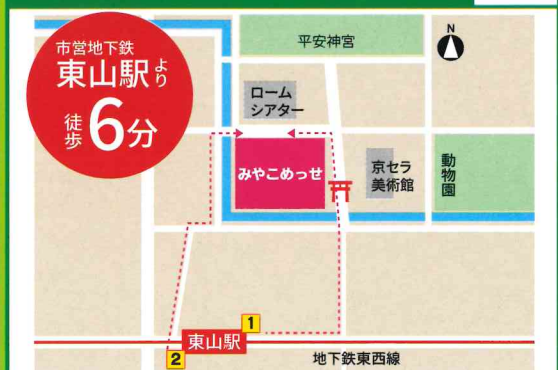 市営地下鉄
東山駅より
徒歩6分
平安神宮
N
ローム
シアター
みやこめっせ
京セラ
美術館
動物園
1
東山駅
2
地下鉄東西線